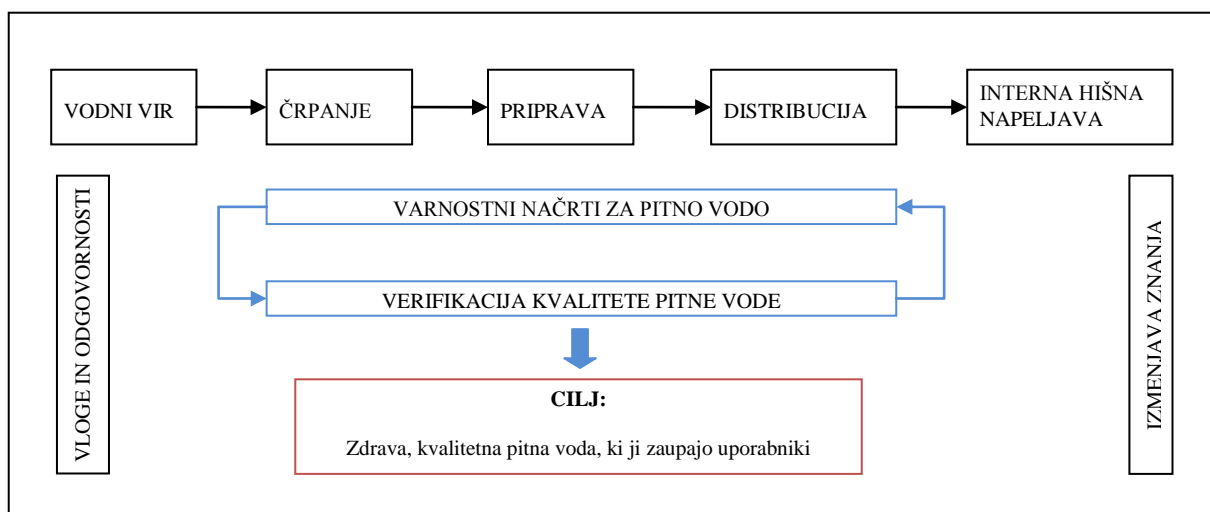 VODNI VIR
ČRPANJE
PRIPRAVA
DISTRIBUCIJA
INTERNA HIŠNA
NAPELJAVA
VLOGE IN ODGOVORNOSTI
VARNOSTNI NAČRTI ZA PITNO VODO
VERIFIKACIJA KVALITETE PITNE VODE
CILJ:
Zdrava, kvalitetna pitna voda, ki ji zaupajo uporabniki
IZMENJAVA ZNANJA